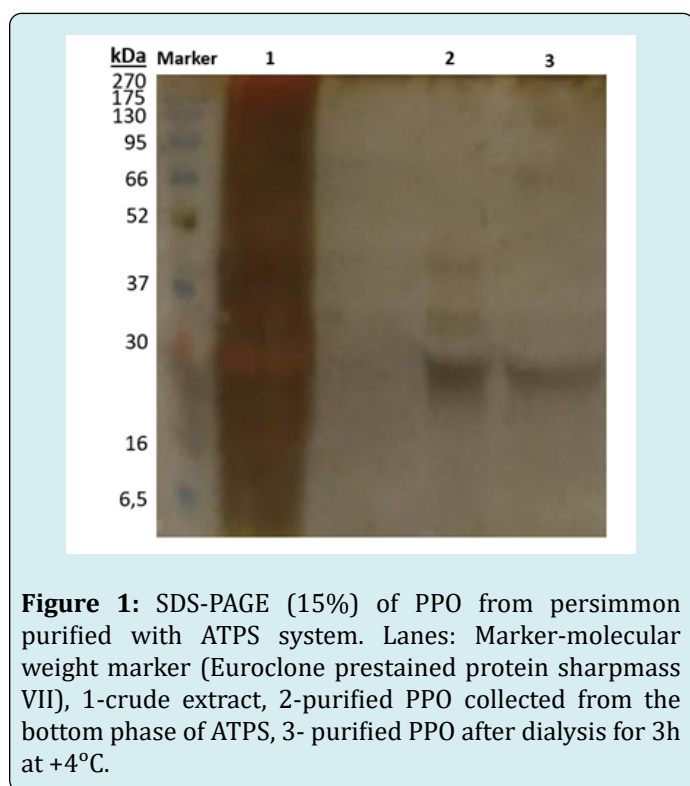 kDa Marker 1 2 3
270
175
130
95
66
52
37
30
16
6,5
Figure 1: SDS-PAGE (15%) of PPO from persimmon
purified with ATPS system. Lanes: Marker-molecular
weight marker (Euroclone prestained protein sharpmass
VII), 1-crude extract, 2-purified PPO collected from the
bottom phase of ATPS, 3- purified PPO after dialysis for 3h
at +4°C.